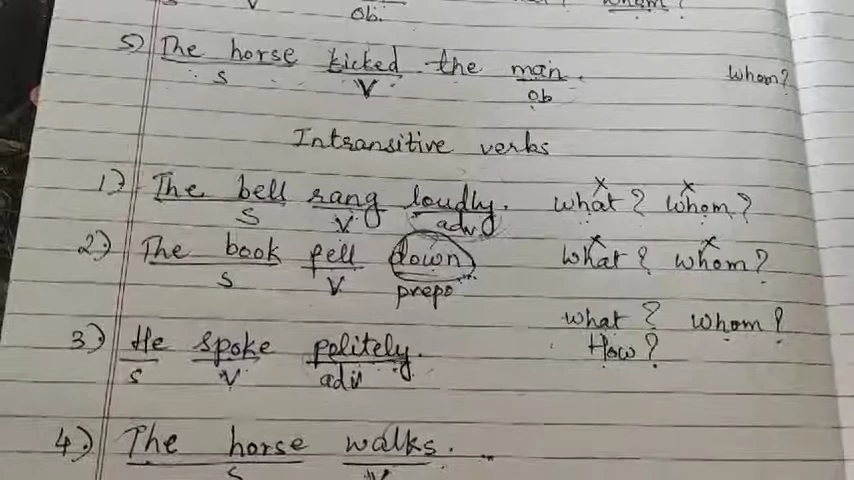 V whom?
ob.
5) The horse kicked the man. whom?
S V ob
Intransitive verbs
1) The bell rang loudly. what? whom?
S V adv
2) The book fell down what? whom?
S V prepo
what? whom?
3) He spoke politely. How?
S V adv
4) The horse walks.
S V